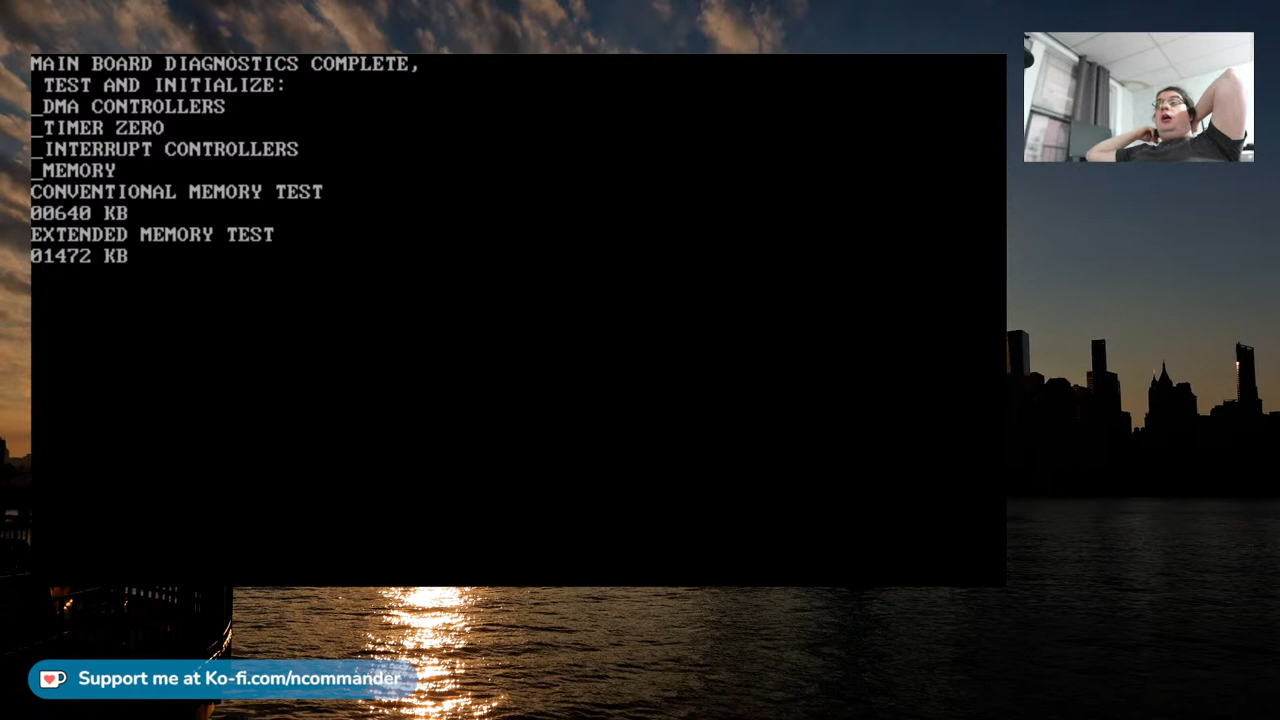 MAIN BOARD DIAGNOSTICS COMPLETE,
TEST AND INITIALIZE:
_DMA CONTROLLERS
_TIMER ZERO
_INTERRUPT CONTROLLERS
_MEMORY
CONVENTIONAL MEMORY TEST
00640 KB
EXTENDED MEMORY TEST
01472 KB
Support me at Ko-fi.com/ncommander